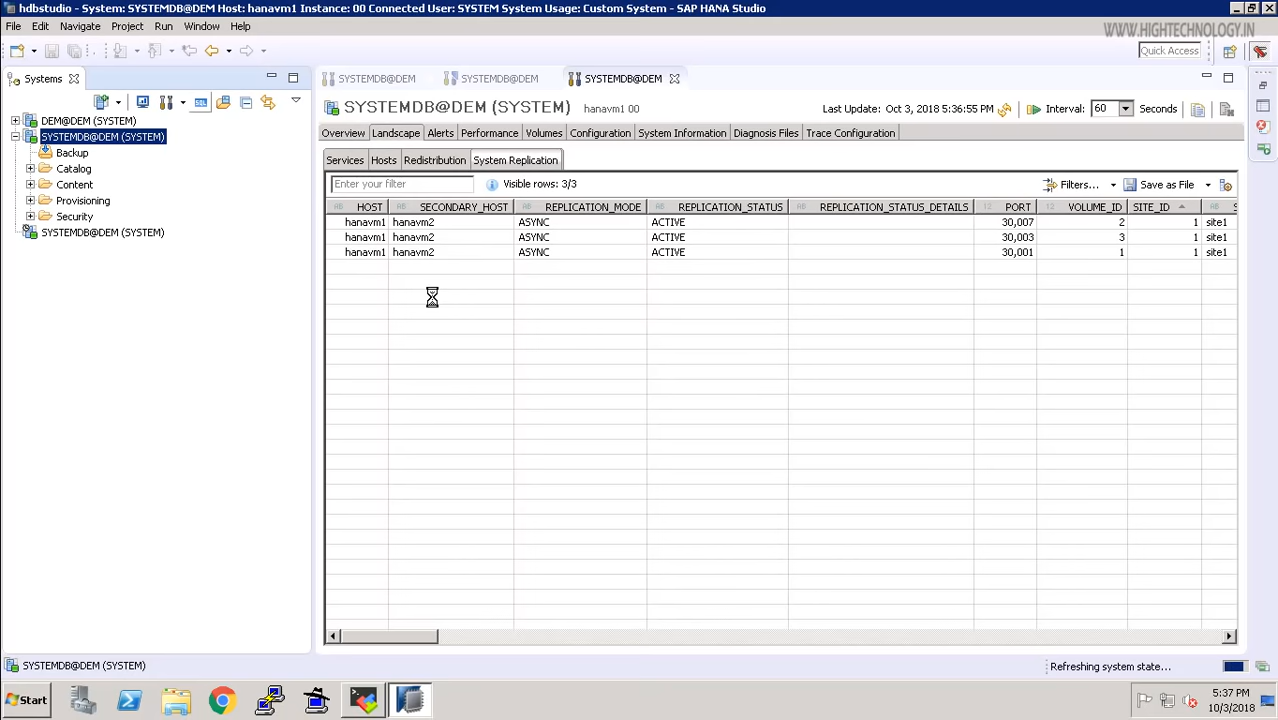 hdbstudio - System: SYSTEMDB@DEM Host: hanavm1 Instance: 00 Connected User: SYSTEM System Usage: Custom System - SAP HANA Studio
File Edit Navigate Project Run Window Help
WWW.HIGHTECHNOLOGY.IN
Quick Access
Systems
SYSTEMDB@DEM SYSTEMDB@DEM SYSTEMDB@DEM
DEM@DEM (SYSTEM)
SYSTEMDB@DEM (SYSTEM)
Backup
Catalog
Content
Provisioning
Security
SYSTEMDB@DEM (SYSTEM)
SYSTEMDB@DEM (SYSTEM) hanavm1 00
Last Update: Oct 3, 2018 5:36:55 PM Interval: 60 Seconds
Overview Landscape Alerts Performance Volumes Configuration System Information Diagnosis Files Trace Configuration
Services Hosts Redistribution System Replication
Enter your filter Visible rows: 3/3 Filters... Save as File
HOST SECONDARY_HOST REPLICATION_MODE REPLICATION_STATUS REPLICATION_STATUS_DETAILS PORT VOLUME_ID SITE_ID S
hanavm1 hanavm2 ASYNC ACTIVE 30,007 2 1 site1
hanavm1 hanavm2 ASYNC ACTIVE 30,003 3 1 site1
hanavm1 hanavm2 ASYNC ACTIVE 30,001 1 1 site1
SYSTEMDB@DEM (SYSTEM)
Refreshing system state...
Start
5:37 PM
10/3/2018